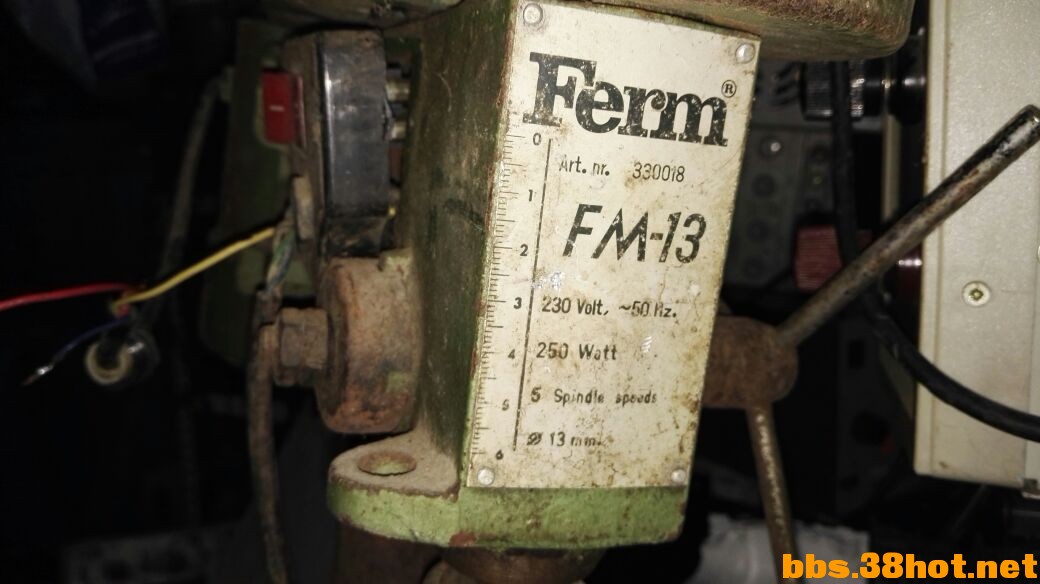 Ferm®
Art. nr. 330018
FM-13
230 Volt, ~50 Hz.
250 Watt
5 Spindle speeds
Ø 13 mm.
0
1
2
3
4
5
6
bbs.38hot.net